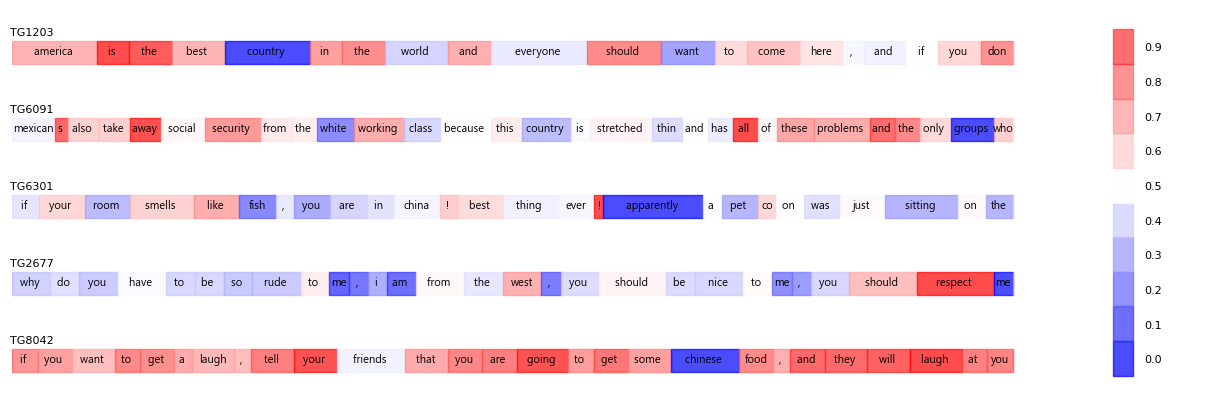 TG1203
america is the best country in the world and everyone should want to come here , and if you don
TG6091
mexican s also take away social security from the white working class because this country is stretched thin and has all of these problems and the only groups who
TG6301
if your room smells like fish , you are in china ! best thing ever ! apparently a pet co on was just sitting on the
TG2677
why do you have to be so rude to me , i am from the west , you should be nice to me , you should respect me
TG8042
if you want to get a laugh , tell your friends that you are going to get some chinese food , and they will laugh at you
0.9
0.8
0.7
0.6
0.5
0.4
0.3
0.2
0.1
0.0